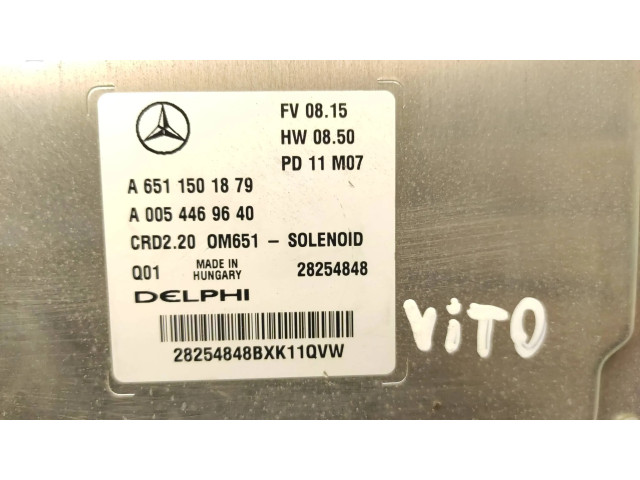 FV 08.15
HW 08.50
PD 11 M07
A 651 150 18 79
A 005 446 96 40
CRD2.20 OM651 – SOLENOID
Q01 MADE IN HUNGARY 28254848
DELPHI
28254848BXK11QVW
ViTO